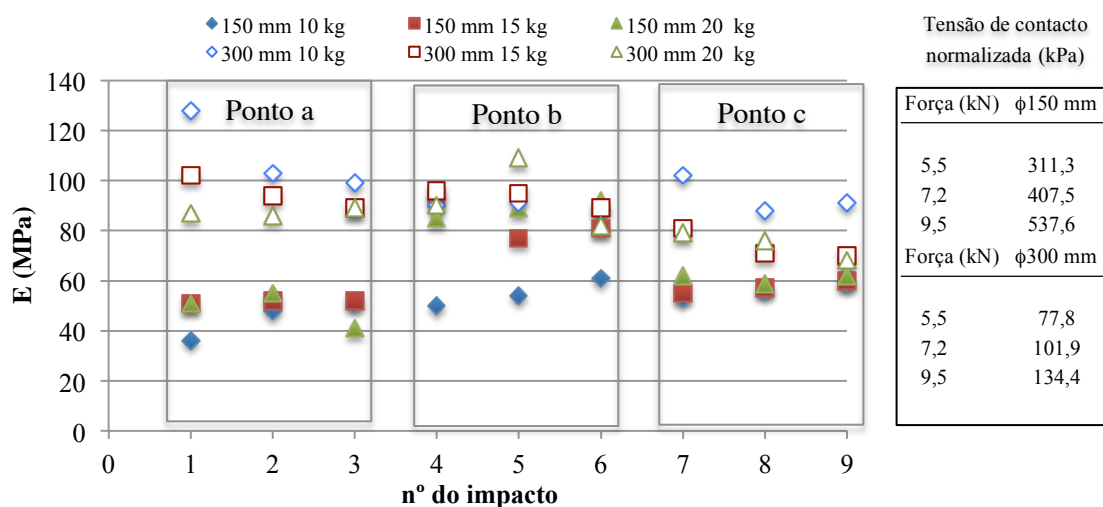 150 mm 10 kg 150 mm 15 kg 150 mm 20 kg
300 mm 10 kg 300 mm 15 kg 300 mm 20 kg
Tensão de contacto
normalizada (kPa)
140
120
100
80
60
40
20
0
E (MPa)
Ponto a Ponto b Ponto c
0 1 2 3 4 5 6 7 8 9
nº do impacto
Força (kN) ϕ150 mm
5,5 311,3
7,2 407,5
9,5 537,6
Força (kN) ϕ300 mm
5,5 77,8
7,2 101,9
9,5 134,4